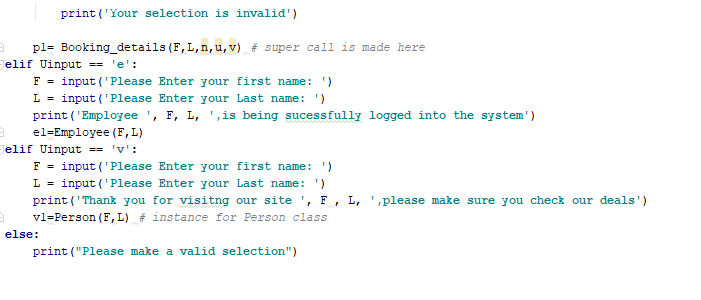 print('Your selection is invalid')
p1= Booking_details(F,L,n,u,v) # super call is made here
elif Uinput == 'e':
F = input('Please Enter your first name: ')
L = input('Please Enter your Last name: ')
print('Employee ', F, L, ',is being sucessfully logged into the system')
e1=Employee(F,L)
elif Uinput == 'v':
F = input('Please Enter your first name: ')
L = input('Please Enter your Last name: ')
print('Thank you for visitng our site ', F , L, ',please make sure you check our deals')
v1=Person(F,L) # instance for Person class
else:
print("Please make a valid selection")